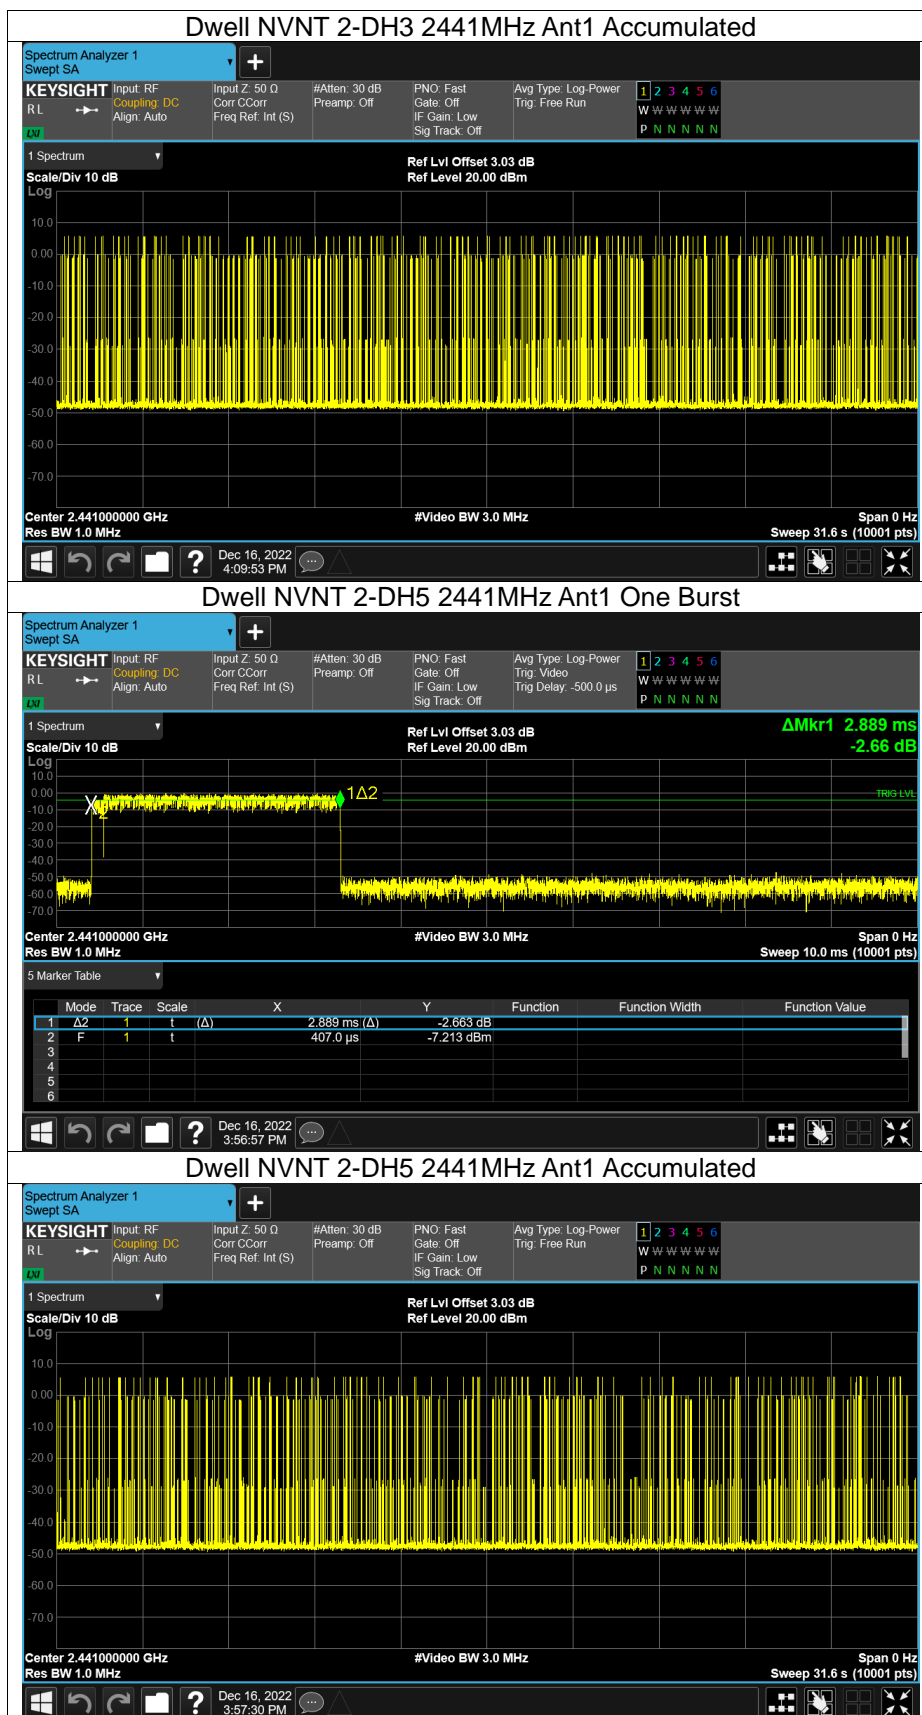 Dwell NVNT 2-DH3 2441MHz Ant1 Accumulated
Spectrum Analyzer 1
Swept SA
KEYSIGHT Input: RF Input Z: 50 Ω #Atten: 30 dB PNO: Fast Avg Type: Log-Power 1 2 3 4 5 6
R L Coupling: DC Corr CCorr Preamp: Off Gate: Off Trig: Free Run W W W W W W
Align: Auto Freq Ref: Int (S) IF Gain: Low
LXI Sig Track: Off P N N N N N
1 Spectrum Ref Lvl Offset 3.03 dB
Scale/Div 10 dB Ref Level 20.00 dBm
Log
10.0
0.00
-10.0
-20.0
-30.0
-40.0
-50.0
-60.0
-70.0
Center 2.441000000 GHz #Video BW 3.0 MHz Span 0 Hz
Res BW 1.0 MHz Sweep 31.6 s (10001 pts)
Dec 16, 2022
4:09:53 PM
Dwell NVNT 2-DH5 2441MHz Ant1 One Burst
Spectrum Analyzer 1
Swept SA
KEYSIGHT Input: RF Input Z: 50 Ω #Atten: 30 dB PNO: Fast Avg Type: Log-Power 1 2 3 4 5 6
R L Coupling: DC Corr CCorr Preamp: Off Gate: Off Trig: Video W W W W W W
Align: Auto Freq Ref: Int (S) IF Gain: Low Trig Delay: -500.0 µs
LXI Sig Track: Off P N N N N N
1 Spectrum Ref Lvl Offset 3.03 dB ΔMkr1 2.889 ms
Scale/Div 10 dB Ref Level 20.00 dBm -2.66 dB
Log
10.0
0.00 1Δ2 TRIG LVL
-10.0 X2
-20.0
-30.0
-40.0
-50.0
-60.0
-70.0
Center 2.441000000 GHz #Video BW 3.0 MHz Span 0 Hz
Res BW 1.0 MHz Sweep 10.0 ms (10001 pts)
5 Marker Table
Mode Trace Scale X Y Function Function Width Function Value
1 Δ2 1 t (Δ) 2.889 ms (Δ) -2.663 dB
2 F 1 t 407.0 µs -7.213 dBm
3
4
5
6
Dec 16, 2022
3:56:57 PM
Dwell NVNT 2-DH5 2441MHz Ant1 Accumulated
Spectrum Analyzer 1
Swept SA
KEYSIGHT Input: RF Input Z: 50 Ω #Atten: 30 dB PNO: Fast Avg Type: Log-Power 1 2 3 4 5 6
R L Coupling: DC Corr CCorr Preamp: Off Gate: Off Trig: Free Run W W W W W W
Align: Auto Freq Ref: Int (S) IF Gain: Low
LXI Sig Track: Off P N N N N N
1 Spectrum Ref Lvl Offset 3.03 dB
Scale/Div 10 dB Ref Level 20.00 dBm
Log
10.0
0.00
-10.0
-20.0
-30.0
-40.0
-50.0
-60.0
-70.0
Center 2.441000000 GHz #Video BW 3.0 MHz Span 0 Hz
Res BW 1.0 MHz Sweep 31.6 s (10001 pts)
Dec 16, 2022
3:57:30 PM